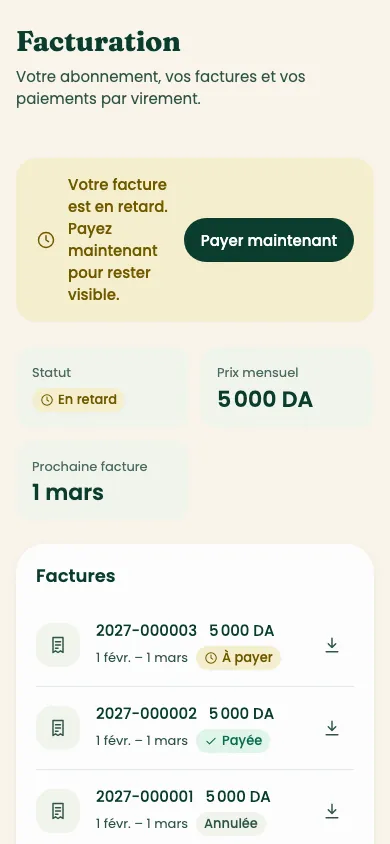 Facturation
Votre abonnement, vos factures et vos
paiements par virement.
Votre facture
est en retard.
Payez
maintenant
pour rester
visible.
Payer maintenant
Statut
En retard
Prix mensuel
5 000 DA
Prochaine facture
1 mars
Factures
2027-000003 5 000 DA
1 févr. – 1 mars À payer
2027-000002 5 000 DA
1 févr. – 1 mars Payée
2027-000001 5 000 DA
1 févr. – 1 mars Annulée